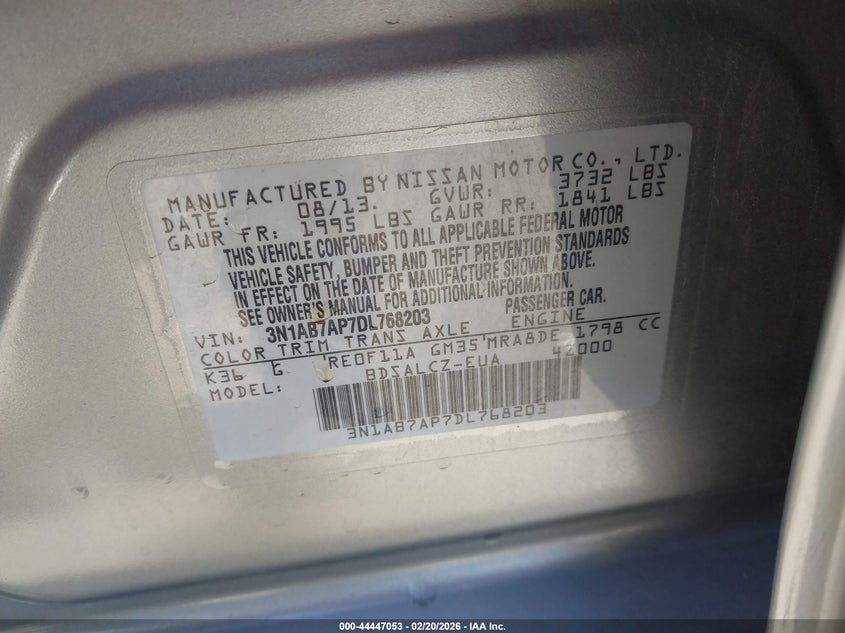 MANUFACTURED BY NISSAN MOTOR CO., LTD.
DATE: 08/13. GVWR: 3732 LBS
GAWR FR: 1995 LBS GAWR RR: 1841 LBS
THIS VEHICLE CONFORMS TO ALL APPLICABLE FEDERAL MOTOR
VEHICLE SAFETY, BUMPER AND THEFT PREVENTION STANDARDS
IN EFFECT ON THE DATE OF MANUFACTURE SHOWN ABOVE.
SEE OWNER'S MANUAL FOR ADDITIONAL INFORMATION.
VIN: 3N1AB7AP7DL768203 PASSENGER CAR.
COLOR TRIM TRANS AXLE ENGINE
K36 G RE0F11A GM35 MRA8DE 1798 CC
MODEL: BDSALCZ-EUA 42000
3N1AB7AP7DL768203
000-44447053 - 02/20/2026 - IAA Inc.